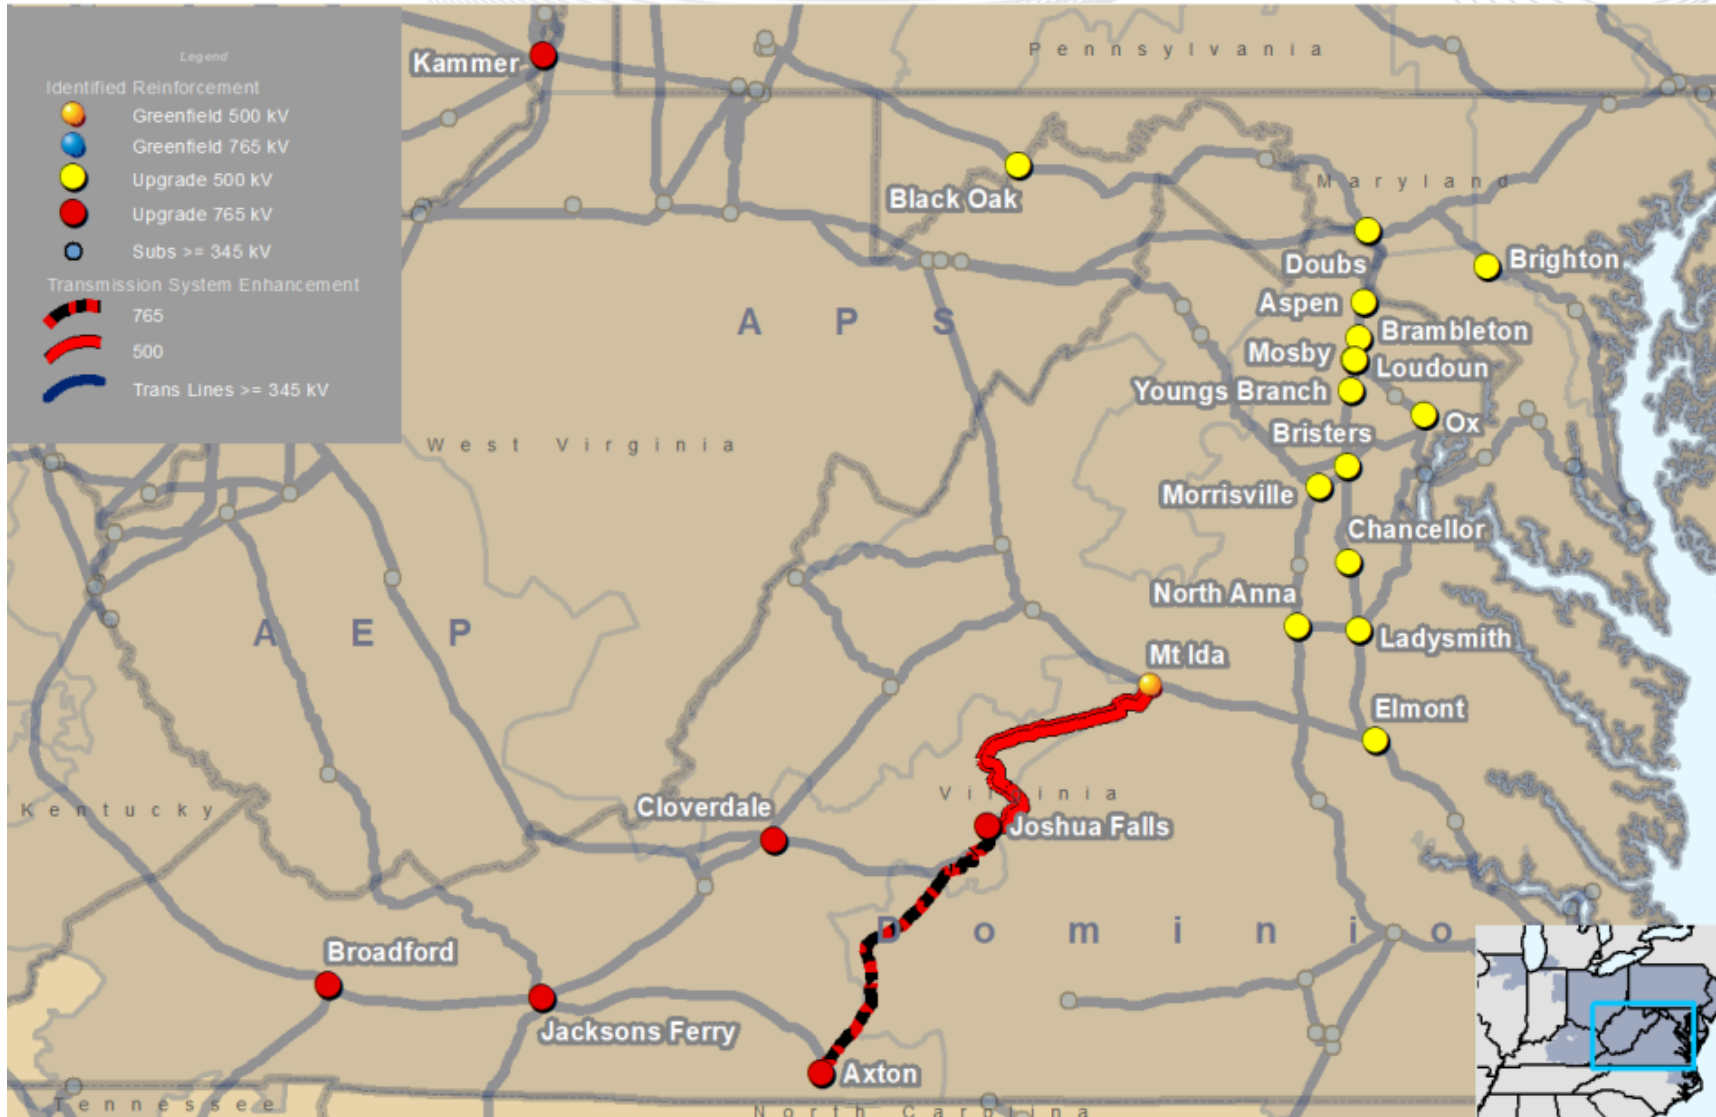 Legend
Identified Reinforcement
Greenfield 500 kV
Greenfield 765 kV
Upgrade 500 kV
Upgrade 765 kV
Subs >= 345 kV
Transmission System Enhancement
765
500
Trans Lines >= 345 kV
Kammer
Pennsylvania
Black Oak
Maryland
Doubs
Brighton
Aspen
APS
Brambleton
Mosby
Loudoun
Youngs Branch
Ox
Bristers
West Virginia
Morrisville
Chancellor
North Anna
AEP
Ladysmith
Mt Ida
Elmont
Virginia
Kentucky
Cloverdale
Joshua Falls
Dominio
Broadford
Jacksons Ferry
Axton
Tennessee
North Carolina